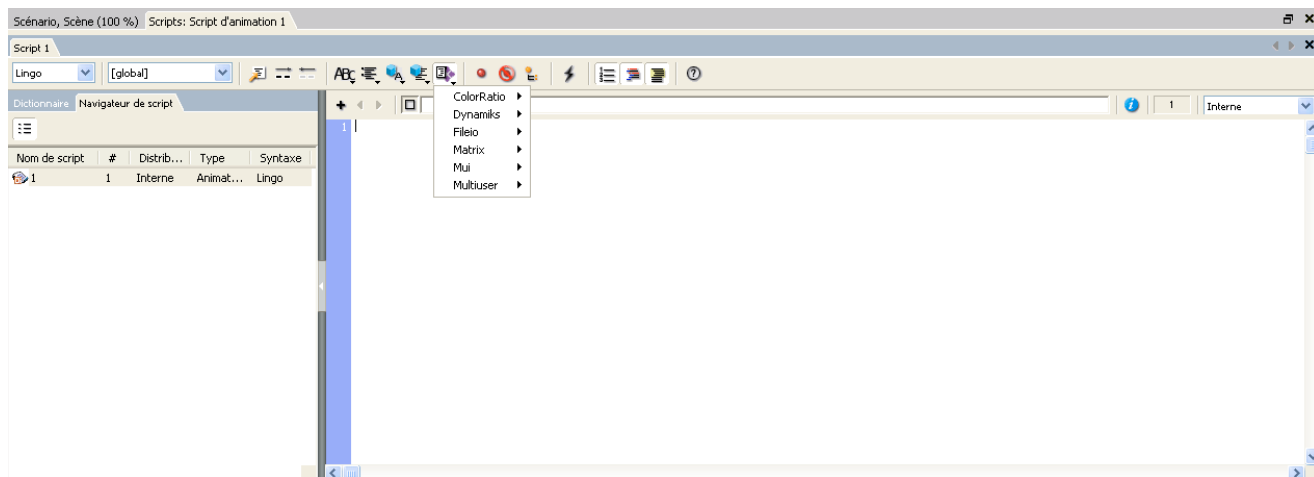 Scénario, Scène (100 %) Scripts: Script d'animation 1
Script 1
Lingo [global]
Dictionnaire Navigateur de script
1 Interne
ColorRatio
Dynamiks
Fileio
Matrix
Mui
Multiuser
1
Nom de script # Distrib... Type Syntaxe
1 1 Interne Animat... Lingo